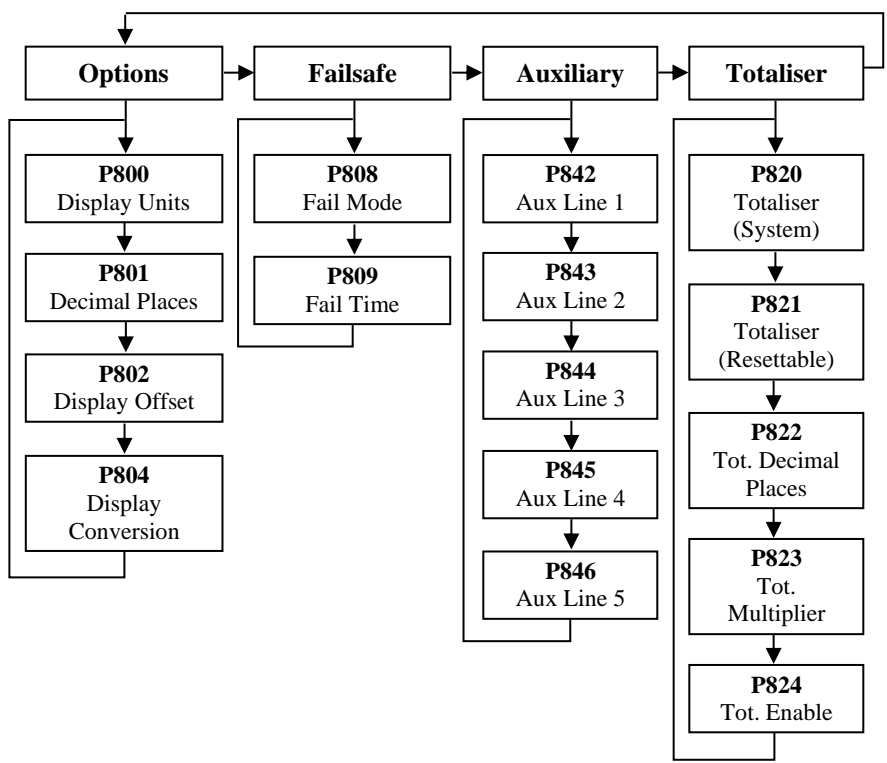 Options
Failsafe
Auxiliary
Totaliser
P800
Display Units
P801
Decimal Places
P802
Display Offset
P804
Display
Conversion
P808
Fail Mode
P809
Fail Time
P842
Aux Line 1
P843
Aux Line 2
P844
Aux Line 3
P845
Aux Line 4
P846
Aux Line 5
P820
Totaliser
(System)
P821
Totaliser
(Resettable)
P822
Tot. Decimal
Places
P823
Tot.
Multiplier
P824
Tot. Enable